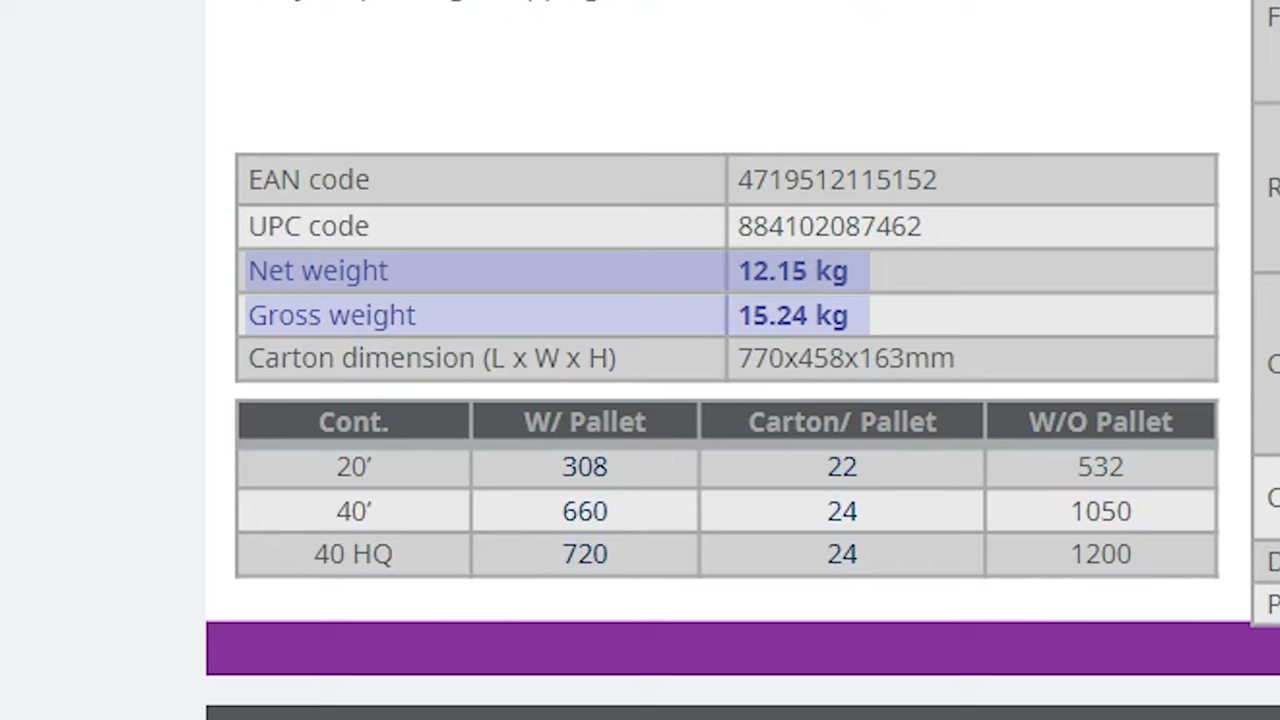 EAN code 4719512115152
UPC code 884102087462
Net weight 12.15 kg
Gross weight 15.24 kg
Carton dimension (L x W x H) 770x458x163mm
Cont. W/ Pallet Carton/ Pallet W/O Pallet
20’ 308 22 532
40’ 660 24 1050
40 HQ 720 24 1200